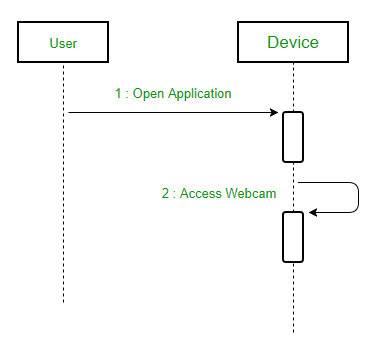 User
Device
1 : Open Application
2 : Access Webcam